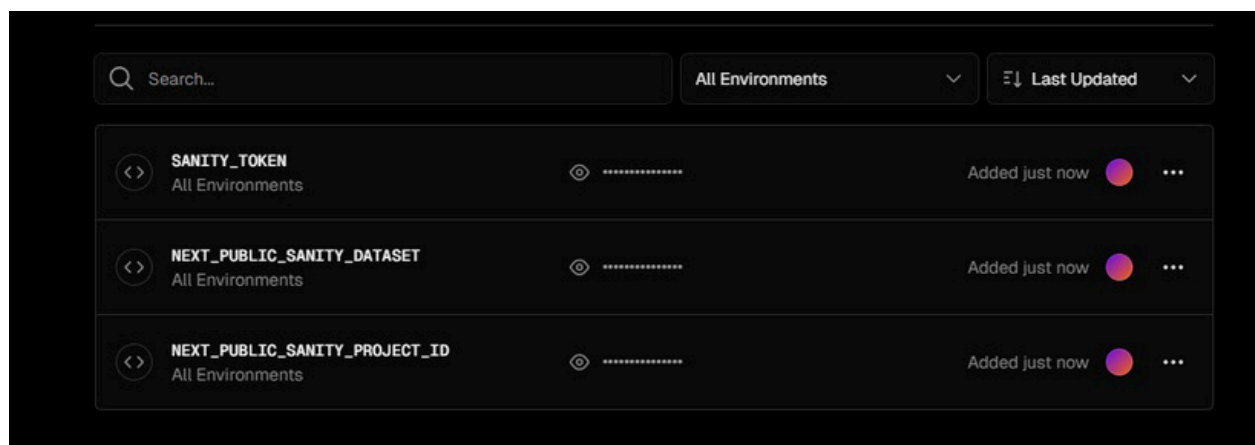 Search...
All Environments
Last Updated
SANITY_TOKEN
All Environments
Added just now
NEXT_PUBLIC_SANITY_DATASET
All Environments
Added just now
NEXT_PUBLIC_SANITY_PROJECT_ID
All Environments
Added just now